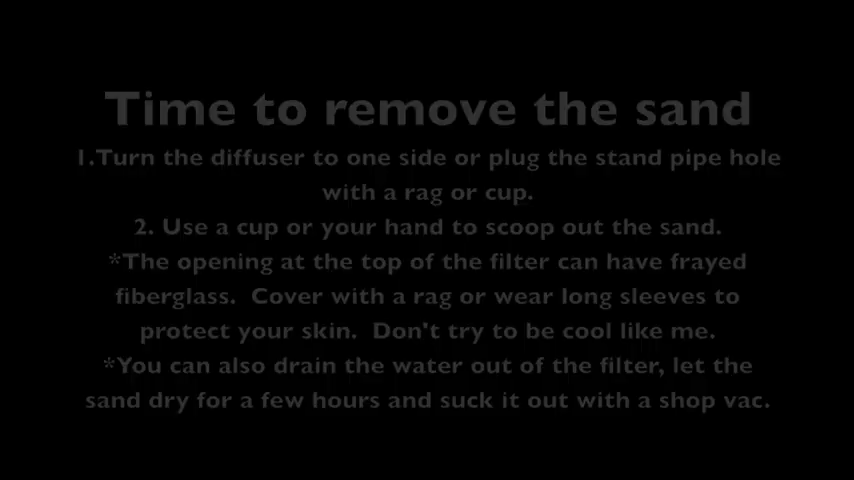 Time to remove the sand
1.Turn the diffuser to one side or plug the stand pipe hole
with a rag or cup.
2. Use a cup or your hand to scoop out the sand.
*The opening at the top of the filter can have frayed
fiberglass.  Cover with a rag or wear long sleeves to
protect your skin.  Don't try to be cool like me.
*You can also drain the water out of the filter, let the
sand dry for a few hours and suck it out with a shop vac.